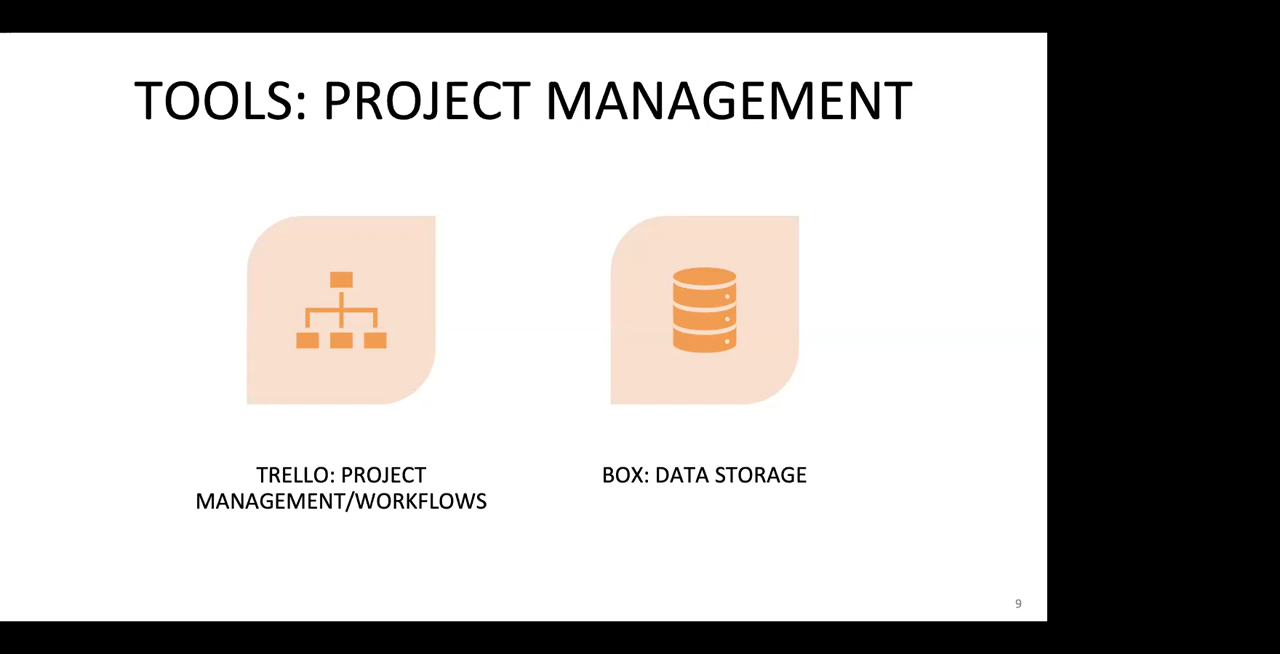 TOOLS: PROJECT MANAGEMENT
TRELLO: PROJECT
MANAGEMENT/WORKFLOWS
BOX: DATA STORAGE
9